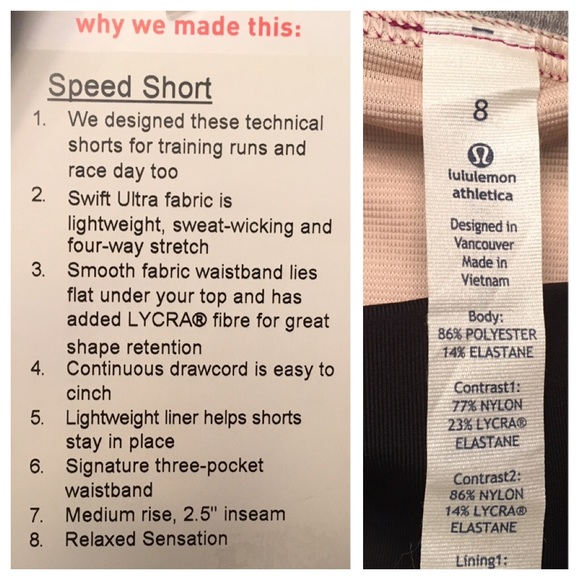 why we made this:
Speed Short
1. We designed these technical
shorts for training runs and
race day too
2. Swift Ultra fabric is
lightweight, sweat-wicking and
four-way stretch
3. Smooth fabric waistband lies
flat under your top and has
added LYCRA® fibre for great
shape retention
4. Continuous drawcord is easy to
cinch
5. Lightweight liner helps shorts
stay in place
6. Signature three-pocket
waistband
7. Medium rise, 2.5" inseam
8. Relaxed Sensation
8
lululemon
athletica
Designed in
Vancouver
Made in
Vietnam
Body:
86% POLYESTER
14% ELASTANE
Contrast1:
77% NYLON
23% LYCRA®
ELASTANE
Contrast2:
86% NYLON
14% LYCRA®
ELASTANE
Lining1: